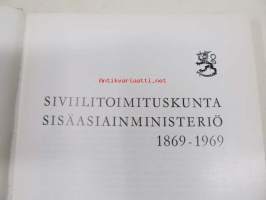 Antikvariaatti.net
SIVIILITOIMITUSKUNTA
SISÄASIAINMINISTERIÖ
1869-1969